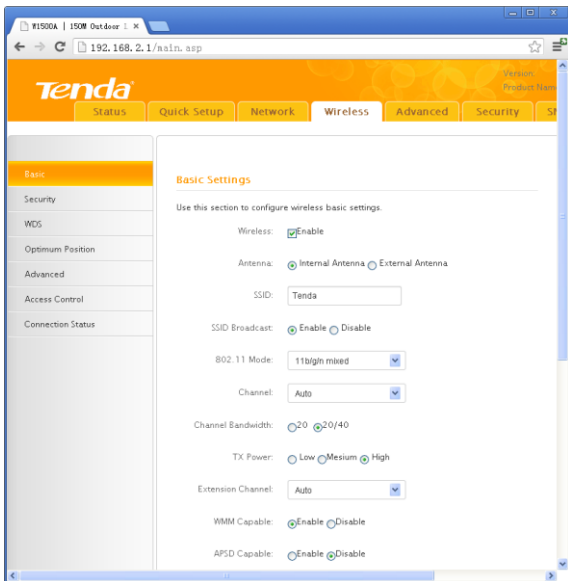 W1500A | 150M Outdoor
192.168.2.1/main.asp
Tenda
Version
Product Name
Status Quick Setup Network Wireless Advanced Security SN
Basic
Security
WDS
Optimum Position
Advanced
Access Control
Connection Status
Basic Settings
Use this section to configure wireless basic settings.
Wireless: Enable
Antenna: Internal Antenna External Antenna
SSID: Tenda
SSID Broadcast: Enable Disable
802.11 Mode: 11b/g/n mixed
Channel: Auto
Channel Bandwidth: 20 20/40
TX Power: Low Mesium High
Extension Channel: Auto
WMM Capable: Enable Disable
APSD Capable: Enable Disable